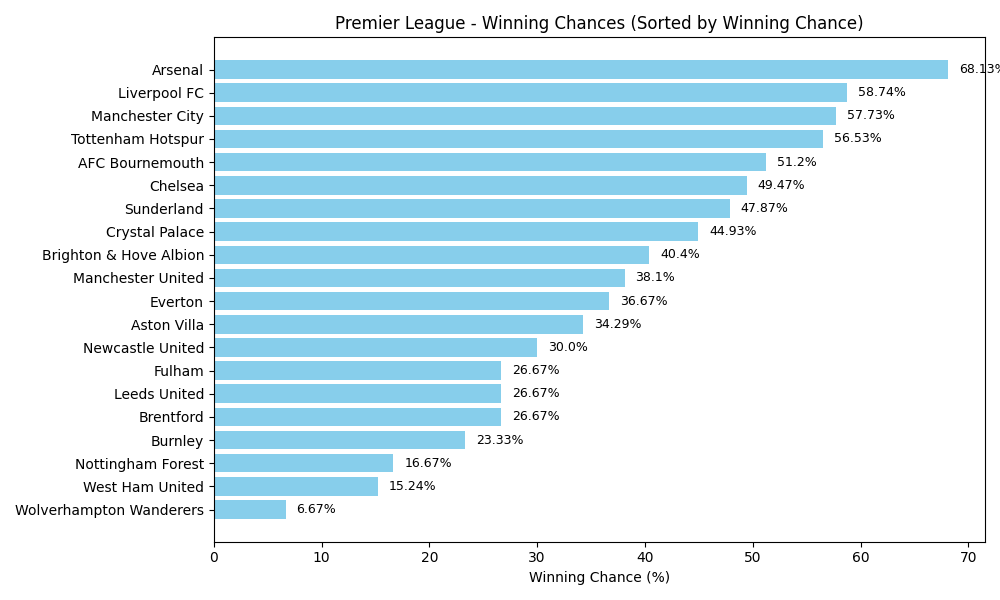 Premier League - Winning Chances (Sorted by Winning Chance)
Arsenal 68.13%
Liverpool FC 58.74%
Manchester City 57.73%
Tottenham Hotspur 56.53%
AFC Bournemouth 51.2%
Chelsea 49.47%
Sunderland 47.87%
Crystal Palace 44.93%
Brighton & Hove Albion 40.4%
Manchester United 38.1%
Everton 36.67%
Aston Villa 34.29%
Newcastle United 30.0%
Fulham 26.67%
Leeds United 26.67%
Brentford 26.67%
Burnley 23.33%
Nottingham Forest 16.67%
West Ham United 15.24%
Wolverhampton Wanderers 6.67%
0 10 20 30 40 50 60 70
Winning Chance (%)